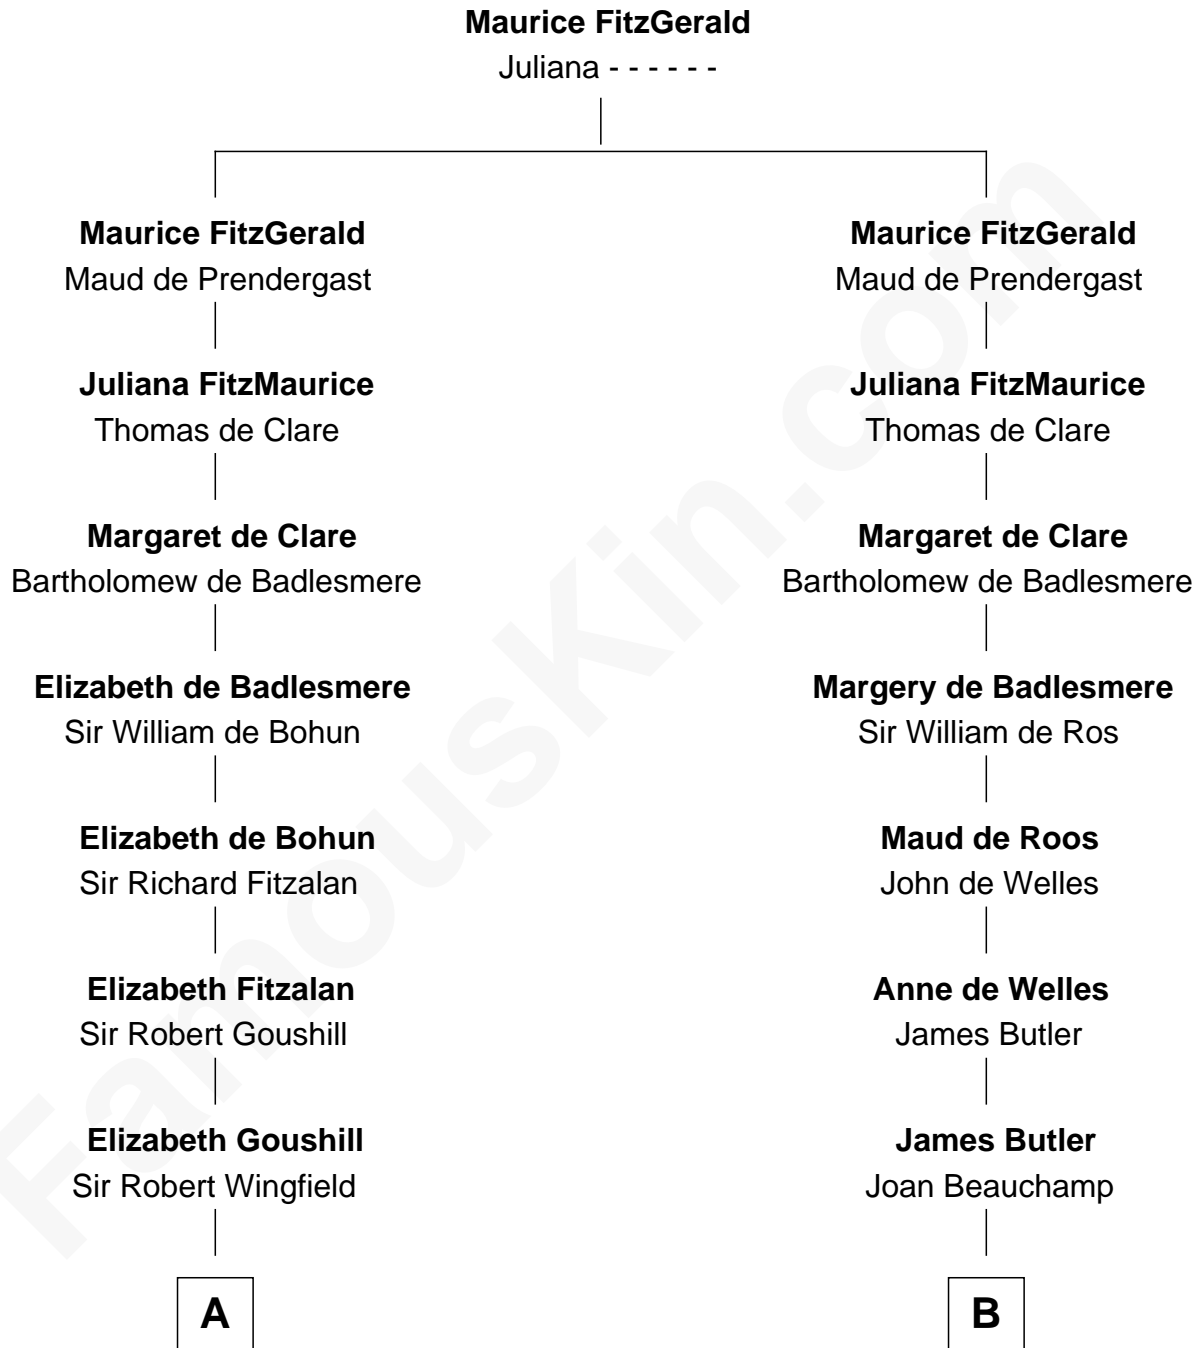 Maurice FitzGerald
Juliana - - - - - -
Maurice FitzGerald
Maud de Prendergast
Juliana FitzMaurice
Thomas de Clare
Margaret de Clare
Bartholomew de Badlesmere
Elizabeth de Badlesmere
Sir William de Bohun
Elizabeth de Bohun
Sir Richard Fitzalan
Elizabeth Fitzalan
Sir Robert Goushill
Elizabeth Goushill
Sir Robert Wingfield
A
Maurice FitzGerald
Maud de Prendergast
Juliana FitzMaurice
Thomas de Clare
Margaret de Clare
Bartholomew de Badlesmere
Margery de Badlesmere
Sir William de Ros
Maud de Roos
John de Welles
Anne de Welles
James Butler
James Butler
Joan Beauchamp
B
FamousKin.com